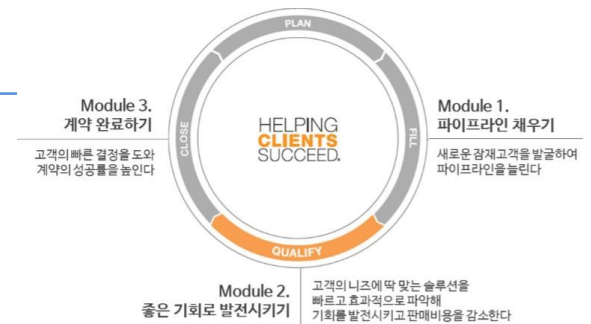 PLAN
Module 3.
계약 완료하기
고객의 빠른 결정을 도와
계약의 성공률을 높인다
CLOSE
HELPING
CLIENTS
SUCCEED.
FILL
Module 1.
파이프라인 채우기
새로운 잠재고객을 발굴하여
파이프라인을 늘린다
QUALIFY
Module 2.
좋은 기회로 발전시키기
고객의 니즈에 딱 맞는 솔루션을
빠르고 효과적으로 파악해
기회를 발전시키고 판매비용을 감소한다